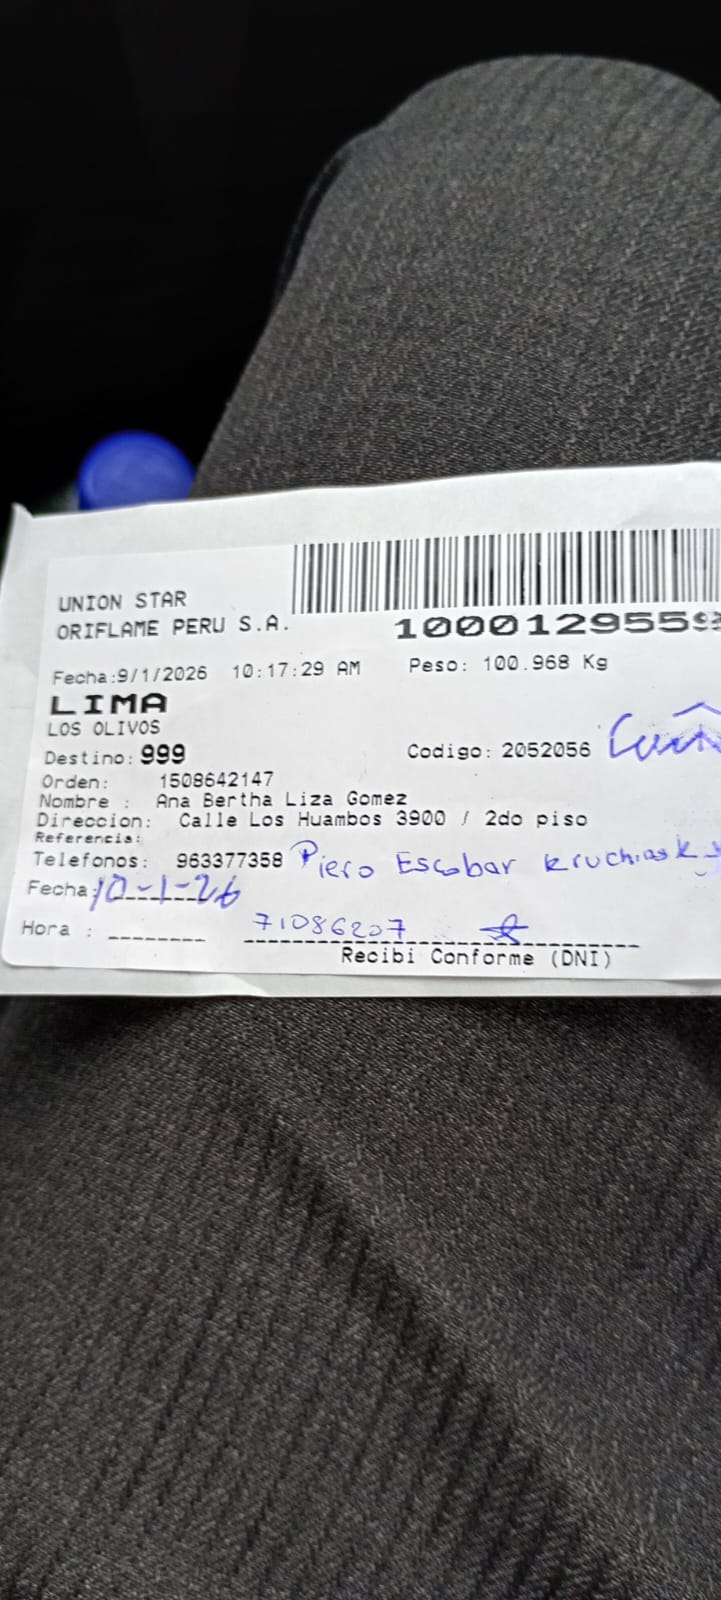 UNION STAR
ORIFLAME PERU S.A.
1000129559
Fecha:9/1/2026 10:17:29 AM Peso: 100.968 Kg
LIMA
LOS OLIVOS
Destino: 999 Codigo: 2052056
Orden: 1508642147
Nombre : Ana Bertha Liza Gomez
Direccion: Calle Los Huambos 3900 / 2do piso
Referencia:
Telefonos: 963377358 Piero Escobar
Fecha: 10-1-26
Hora : 71086207
Recibi Conforme (DNI)